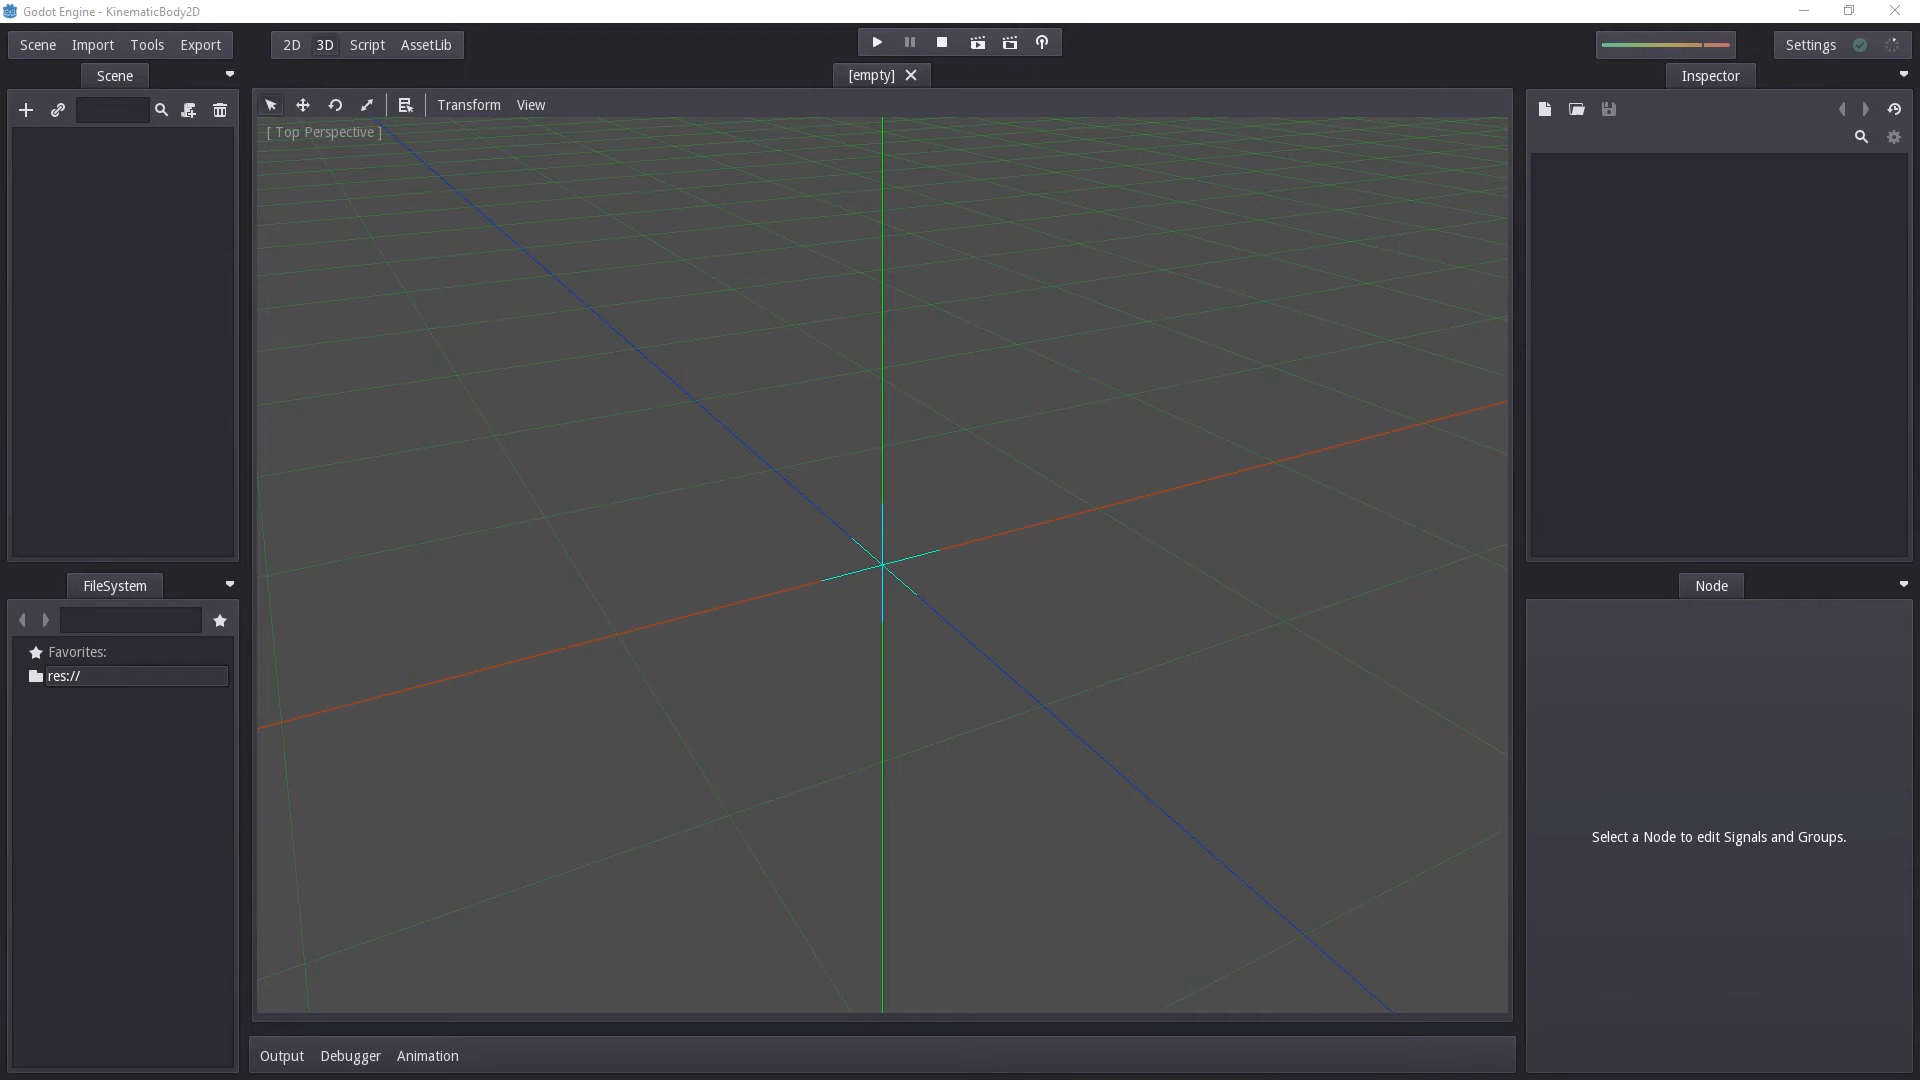 Godot Engine - KinematicBody2D
Scene Import Tools Export
2D 3D Script AssetLib
Settings
Scene
[empty]
Inspector
Transform View
[ Top Perspective ]
FileSystem
Node
Favorites:
res://
Select a Node to edit Signals and Groups.
Output Debugger Animation